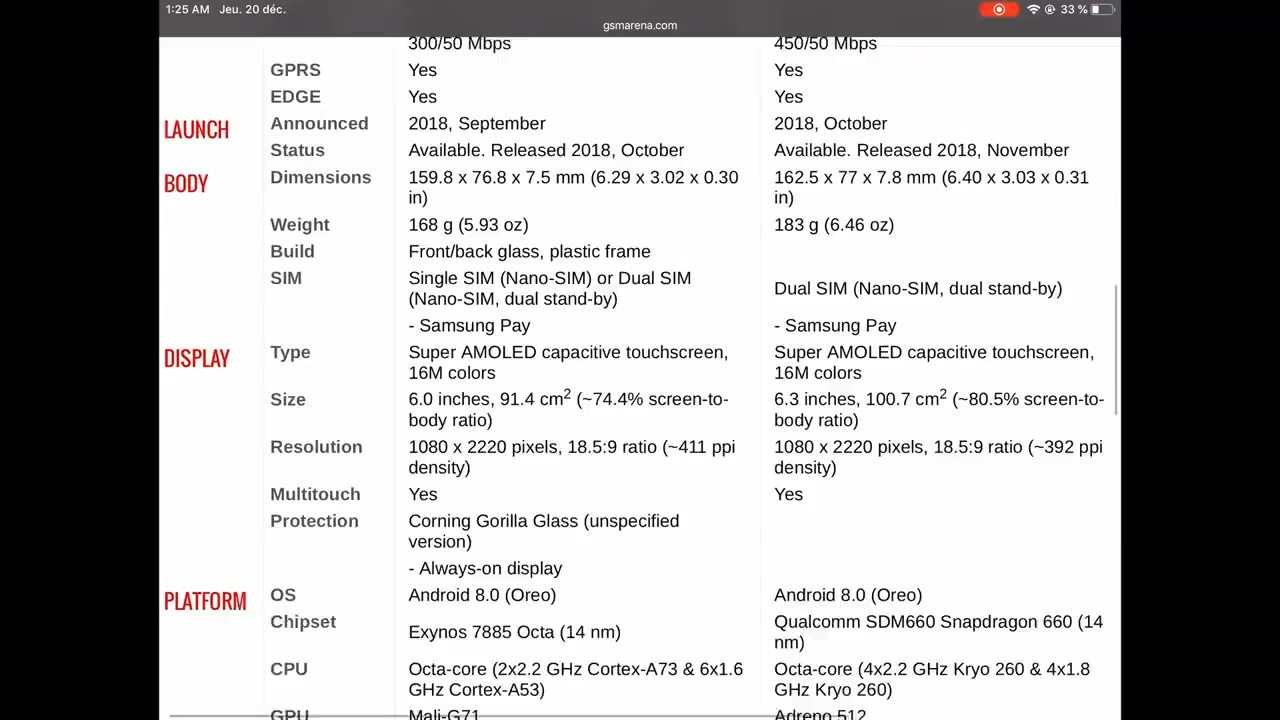 1:25 AM Jeu. 20 déc. 33 %
gsmarena.com
300/50 Mbps 450/50 Mbps
GPRS Yes Yes
EDGE Yes Yes
LAUNCH Announced 2018, September 2018, October
Status Available. Released 2018, October Available. Released 2018, November
BODY Dimensions 159.8 x 76.8 x 7.5 mm (6.29 x 3.02 x 0.30 162.5 x 77 x 7.8 mm (6.40 x 3.03 x 0.31
in) in)
Weight 168 g (5.93 oz) 183 g (6.46 oz)
Build Front/back glass, plastic frame
SIM Single SIM (Nano-SIM) or Dual SIM
(Nano-SIM, dual stand-by) Dual SIM (Nano-SIM, dual stand-by)
- Samsung Pay - Samsung Pay
DISPLAY Type Super AMOLED capacitive touchscreen, Super AMOLED capacitive touchscreen,
16M colors 16M colors
Size 6.0 inches, 91.4 cm2 (~74.4% screen-to- 6.3 inches, 100.7 cm2 (~80.5% screen-to-
body ratio) body ratio)
Resolution 1080 x 2220 pixels, 18.5:9 ratio (~411 ppi 1080 x 2220 pixels, 18.5:9 ratio (~392 ppi
density) density)
Multitouch Yes Yes
Protection Corning Gorilla Glass (unspecified
version)
- Always-on display
PLATFORM OS Android 8.0 (Oreo) Android 8.0 (Oreo)
Chipset Exynos 7885 Octa (14 nm) Qualcomm SDM660 Snapdragon 660 (14
nm)
CPU Octa-core (2x2.2 GHz Cortex-A73 & 6x1.6 Octa-core (4x2.2 GHz Kryo 260 & 4x1.8
GHz Cortex-A53) GHz Kryo 260)
GPU Mali-G71 Adreno 512